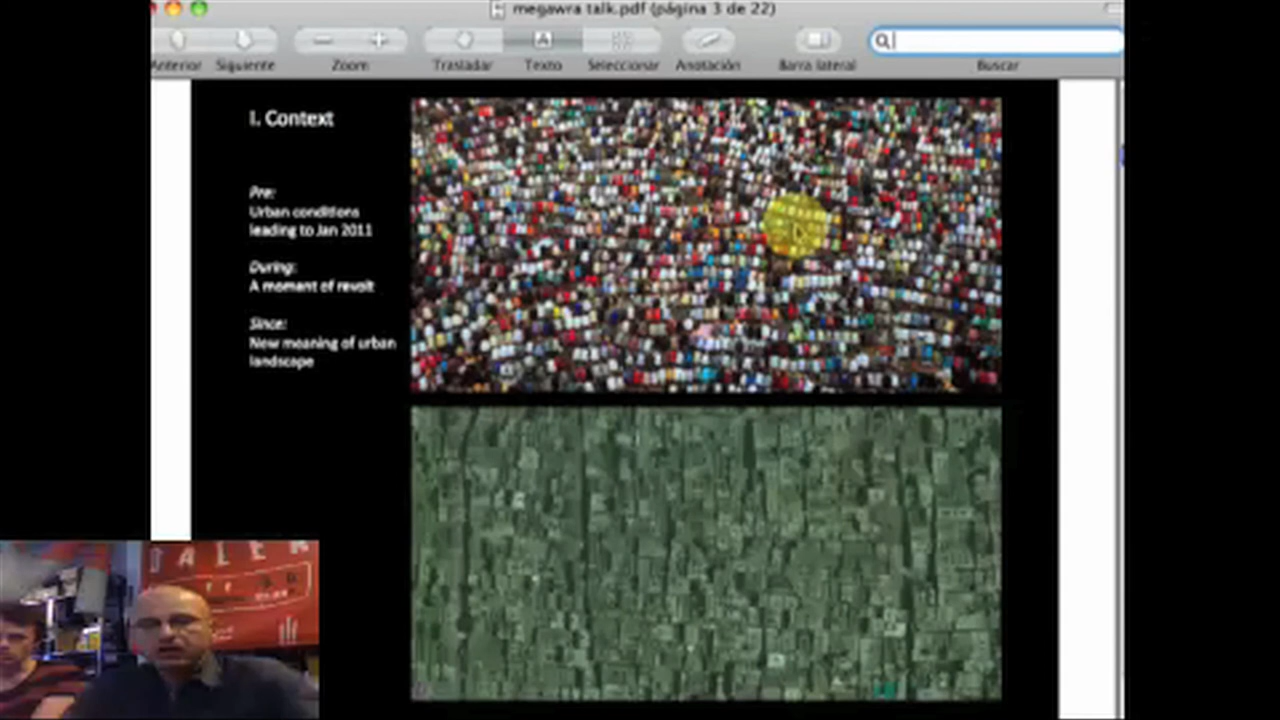 megawra talk.pdf (página 3 de 22)
Anterior Siguiente Zoom Trasladar Texto Seleccionar Anotación Barra lateral Buscar
I. Context
Pre:
Urban conditions
leading to Jan 2011
During:
A moment of revolt
Since:
New meaning of urban
landscape